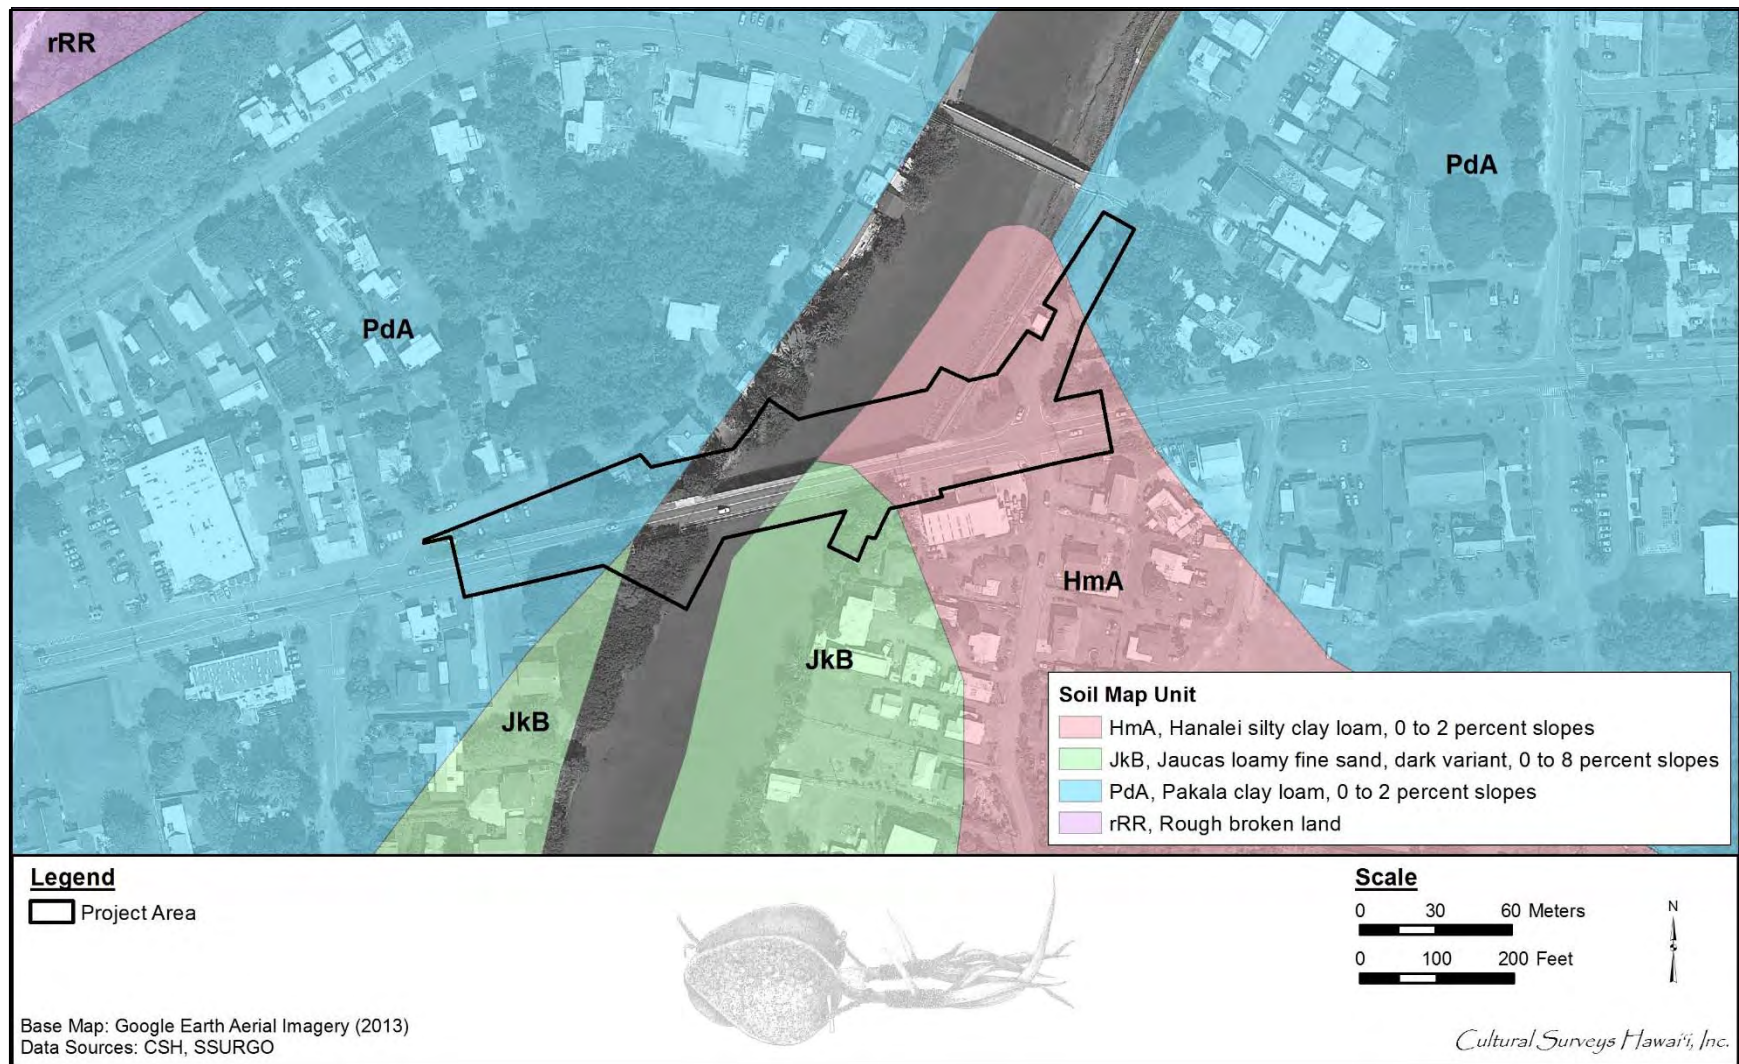 rRR
PdA
PdA
HmA
JkB
JkB
Soil Map Unit
HmA, Hanalei silty clay loam, 0 to 2 percent slopes
JkB, Jaucas loamy fine sand, dark variant, 0 to 8 percent slopes
PdA, Pakala clay loam, 0 to 2 percent slopes
rRR, Rough broken land
Legend
Project Area
Scale
0 30 60 Meters
0 100 200 Feet
N
Base Map: Google Earth Aerial Imagery (2013)
Data Sources: CSH, SSURGO
Cultural Surveys Hawai‘i, Inc.